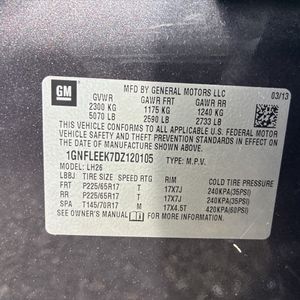 GM
MFD BY GENERAL MOTORS LLC
03/13
GVWR GAWR FRT GAWR RR
2300 KG 1175 KG 1240 KG
5070 LB 2590 LB 2733 LB
THIS VEHICLE CONFORMS TO ALL APPLICABLE U.S. FEDERAL MOTOR
VEHICLE SAFETY AND THEFT PREVENTION STANDARDS IN EFFECT ON
THE DATE OF MANUFACTURE SHOWN ABOVE.
1GNFLEEK7DZ120105 TYPE: M.P.V.
MODEL: LH26
LBBJ TIRE SIZE SPEED RTG RIM COLD TIRE PRESSURE
FRT P225/65R17 T 17X7J 240KPA(35PSI)
RR P225/65R17 T 17X7J 240KPA(35PSI)
SPA T145/70R17 M 17X4.5T 420KPA(60PSI)
SEE OWNER MANUAL FOR MORE INFORMATION.